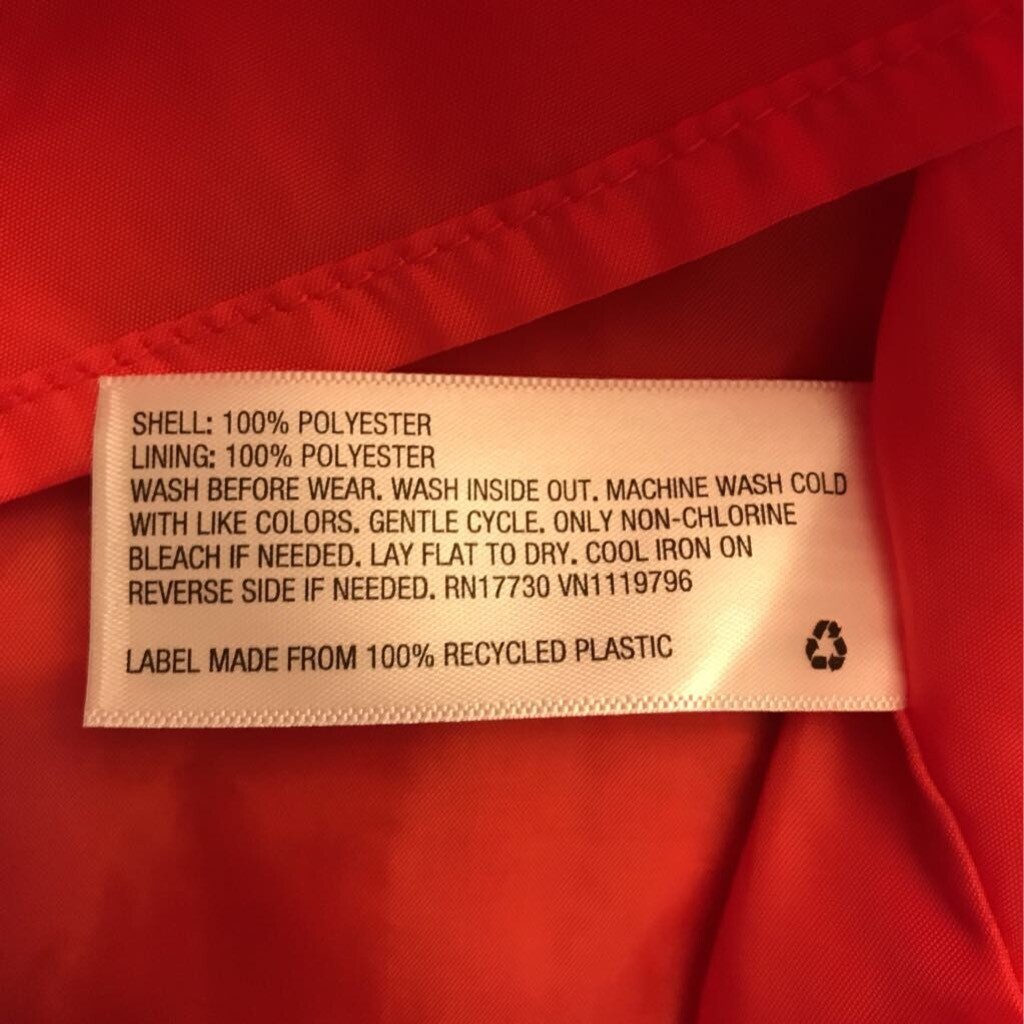 SHELL: 100% POLYESTER
LINING: 100% POLYESTER
WASH BEFORE WEAR. WASH INSIDE OUT. MACHINE WASH COLD
WITH LIKE COLORS. GENTLE CYCLE. ONLY NON-CHLORINE
BLEACH IF NEEDED. LAY FLAT TO DRY. COOL IRON ON
REVERSE SIDE IF NEEDED. RN17730 VN1119796
LABEL MADE FROM 100% RECYCLED PLASTIC